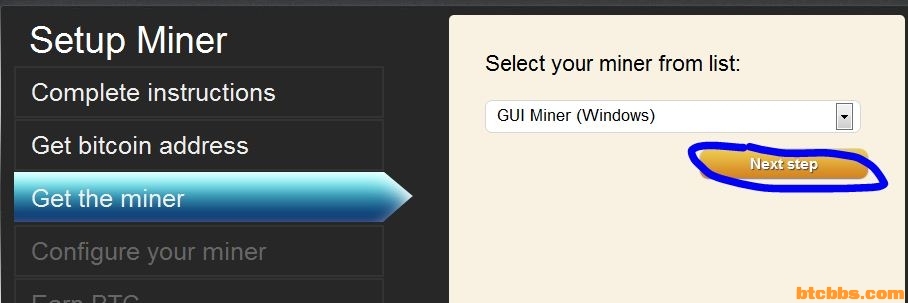 Setup Miner
Complete instructions
Get bitcoin address
Get the miner
Configure your miner
Earn BTC
Select your miner from list:
GUI Miner (Windows)
Next step
btcbbs.com